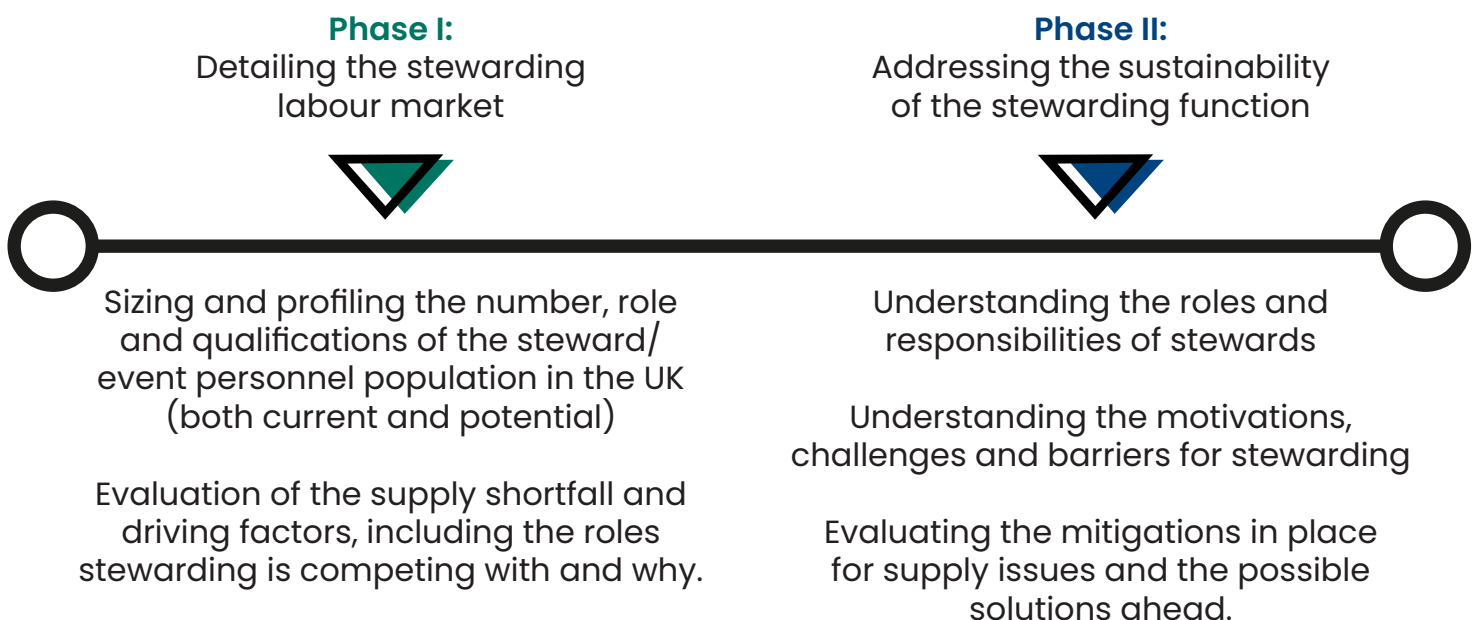 Phase I:
Detailing the stewarding
labour market
Sizing and profiling the number, role
and qualifications of the steward/
event personnel population in the UK
(both current and potential)
Evaluation of the supply shortfall and
driving factors, including the roles
stewarding is competing with and why.
Phase II:
Addressing the sustainability
of the stewarding function
Understanding the roles and
responsibilities of stewards
Understanding the motivations,
challenges and barriers for stewarding
Evaluating the mitigations in place
for supply issues and the possible
solutions ahead.